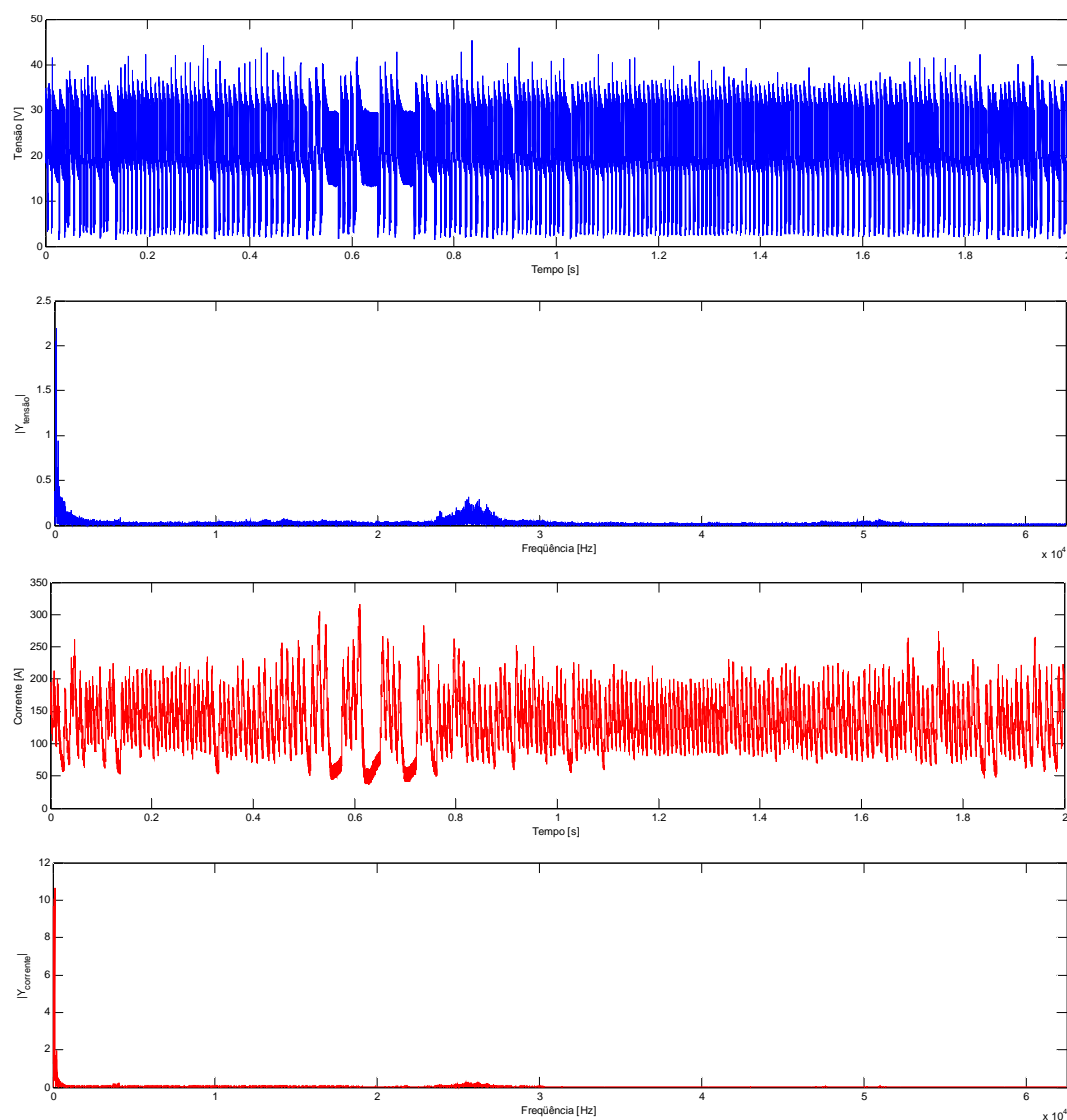 50
40
30
20
10
0
Tensão [V]
0 0.2 0.4 0.6 0.8 1 1.2 1.4 1.6 1.8 2
Tempo [s]
2.5
2
1.5
1
0.5
0
|Y tensão|
0 1 2 3 4 5 6
Freqüência [Hz]
x 10 4
350
300
250
200
150
100
50
0
Corrente [A]
0 0.2 0.4 0.6 0.8 1 1.2 1.4 1.6 1.8 2
Tempo [s]
12
10
8
6
4
2
0
|Y corrente|
0 1 2 3 4 5 6
Freqüência [Hz]
x 10 4